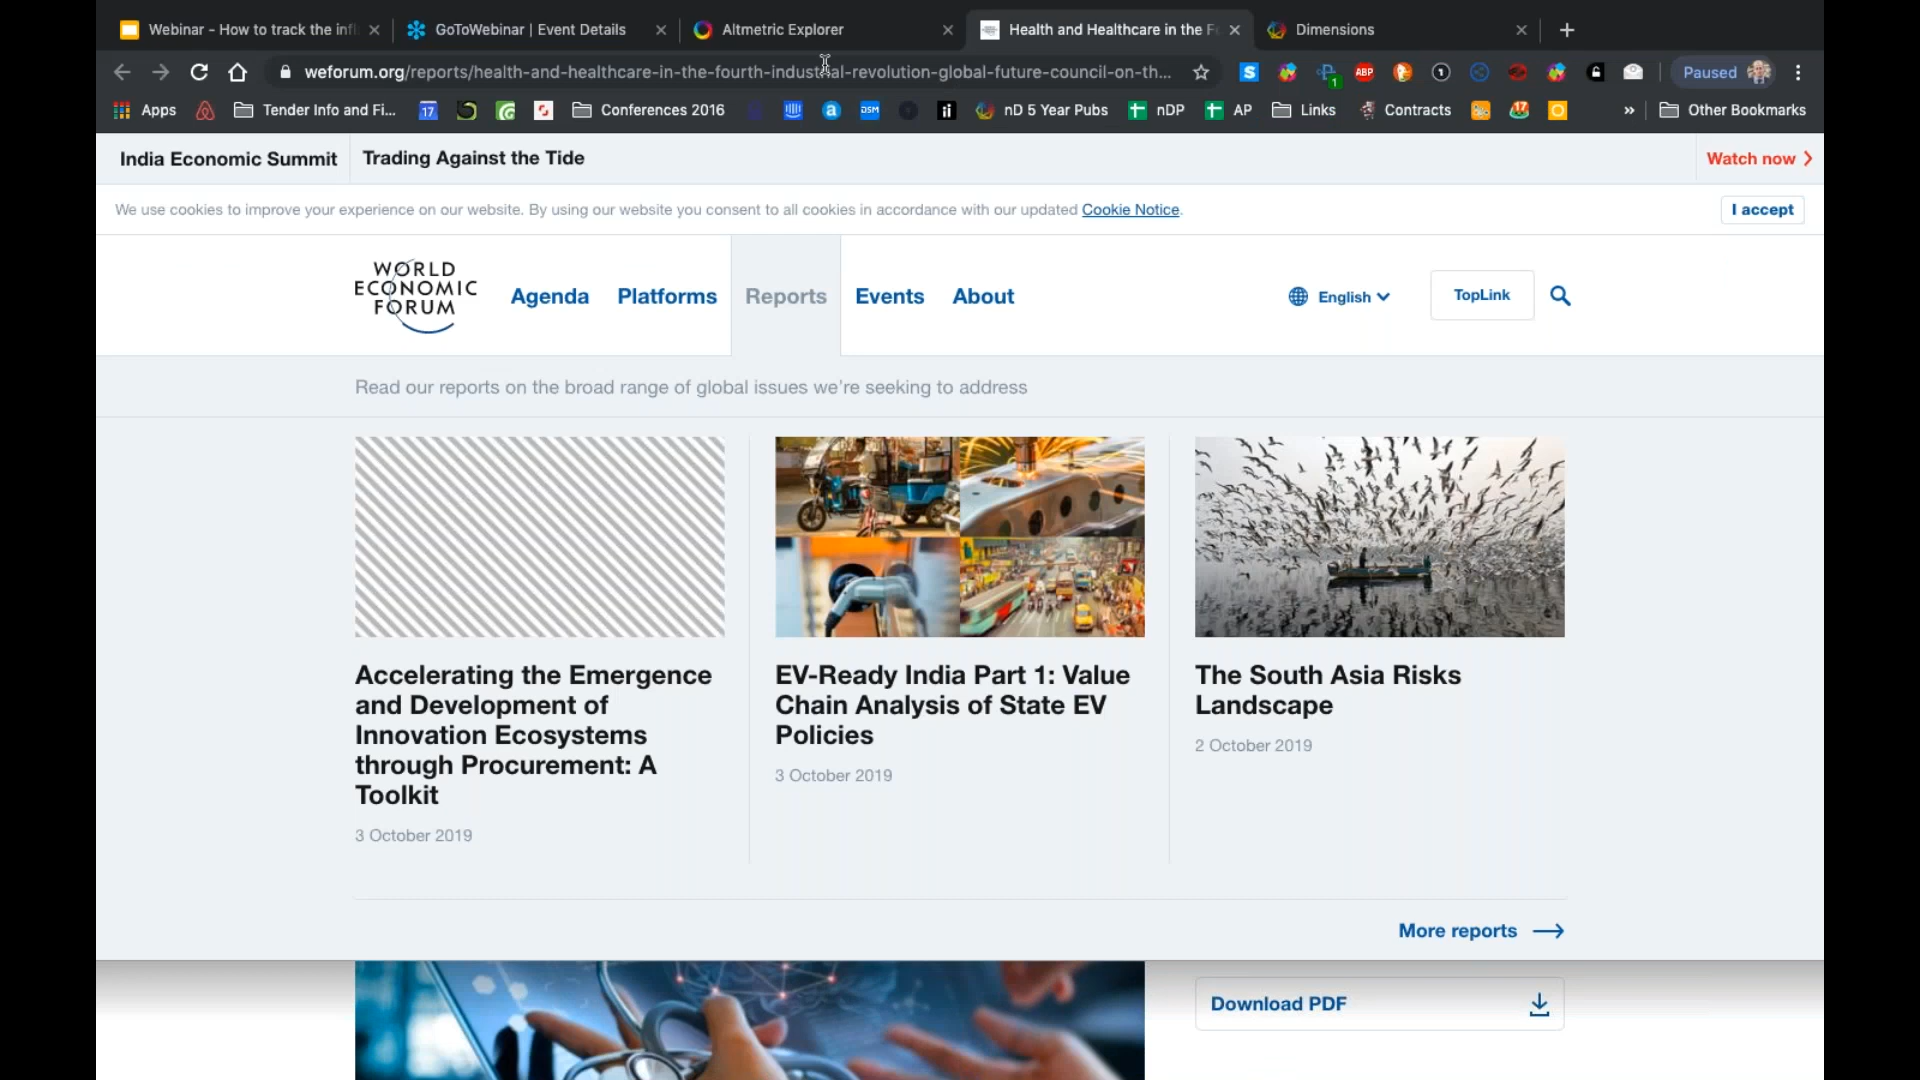 Webinar - How to track the infl
GoToWebinar | Event Details
Altmetric Explorer
Health and Healthcare in the F
Dimensions
weforum.org/reports/health-and-healthcare-in-the-fourth-industrial-revolution-global-future-council-on-th...
ABP
1
Paused
Apps
Tender Info and Fi...
17
Conferences 2016
a
DSM
nD 5 Year Pubs
nDP
AP
Links
Contracts
»
Other Bookmarks
India Economic Summit
Trading Against the Tide
Watch now
We use cookies to improve your experience on our website. By using our website you consent to all cookies in accordance with our updated Cookie Notice.
I accept
WORLD
ECONOMIC
FORUM
Agenda
Platforms
Reports
Events
About
English
TopLink
Read our reports on the broad range of global issues we're seeking to address
Accelerating the Emergence
and Development of
Innovation Ecosystems
through Procurement: A
Toolkit
3 October 2019
EV-Ready India Part 1: Value
Chain Analysis of State EV
Policies
3 October 2019
The South Asia Risks
Landscape
2 October 2019
More reports
Download PDF